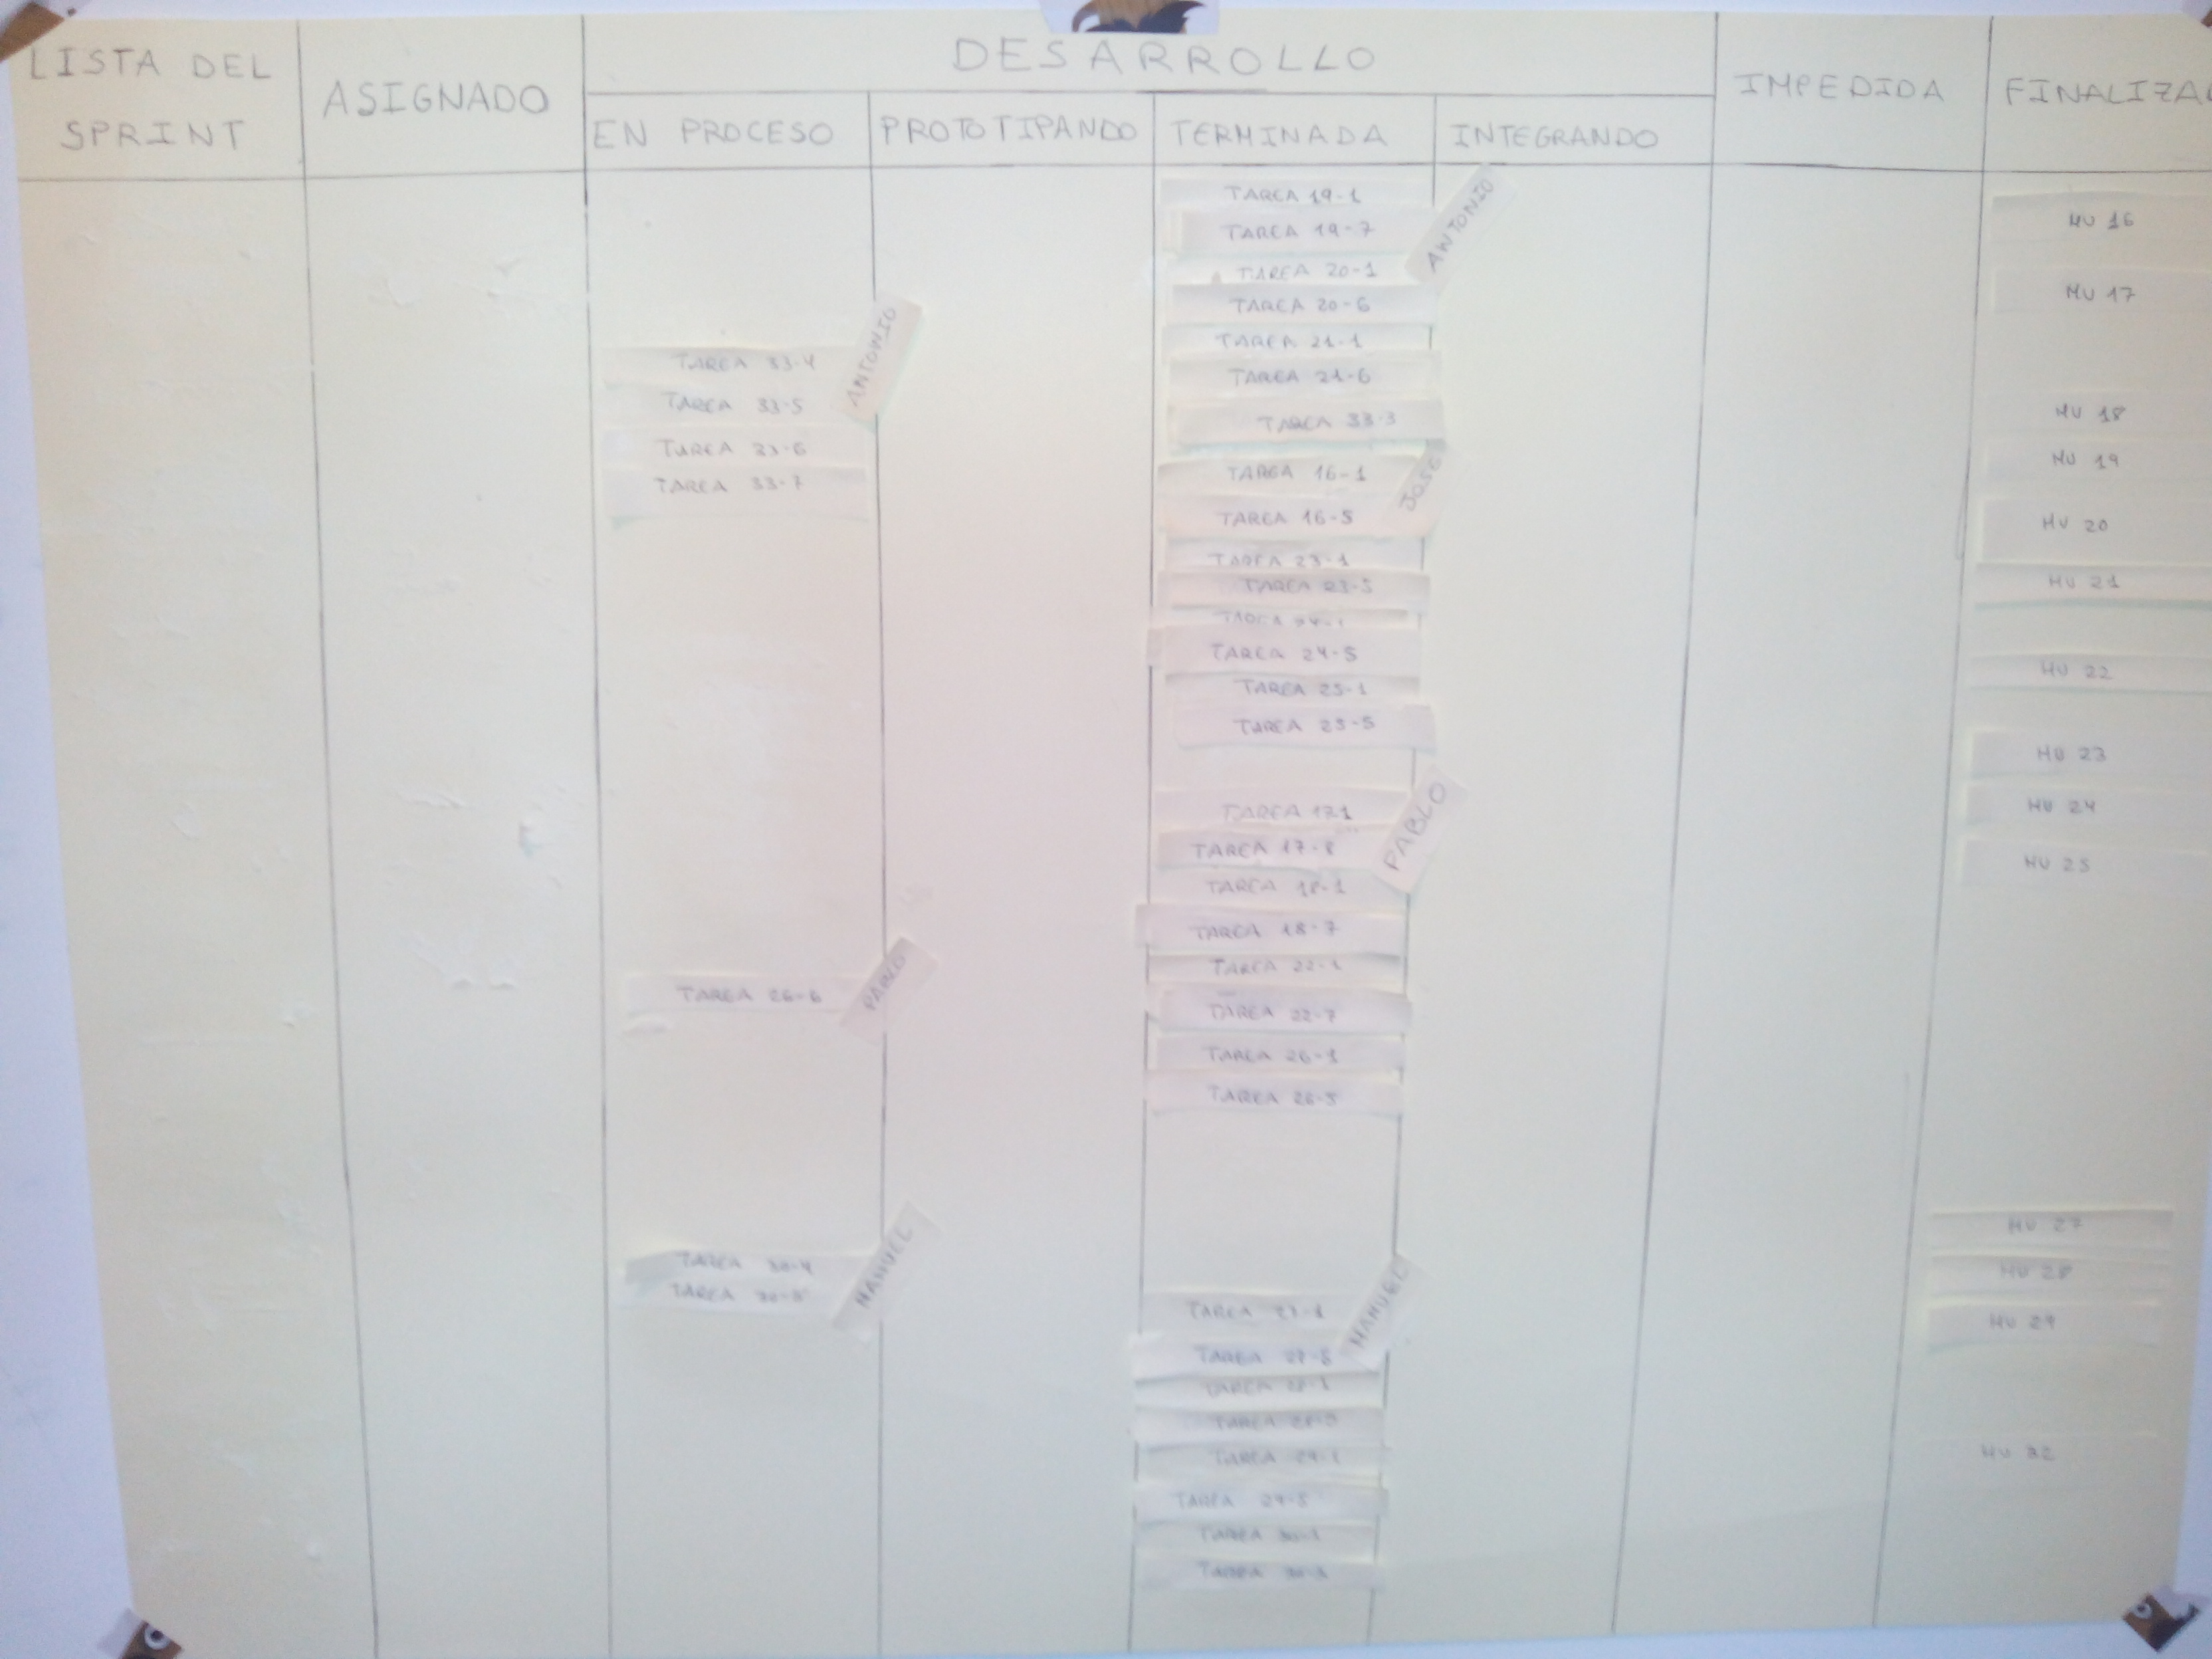 LISTA DEL
SPRINT
ASIGNADO
DESARROLLO
EN PROCESO
PROTOTIPANDO
TERMINADA
INTEGRANDO
IMPEDIDA
FINALIZA
TAREA 33-4
TAREA 33-5
TAREA 33-6
TAREA 33-7
ANTONIO
TAREA 26-6
PABLO
TAREA 30-4
TAREA
MANUEL
TAREA 19-1
TAREA 19-7
TAREA 20-1
TAREA 20-6
TAREA 21-1
TAREA 21-6
TAREA 33-3
ANTONIO
TAREA 16-1
TAREA 16-5
TAREA 23-1
TAREA 23-5
TAREA 24-1
TAREA 24-5
TAREA 25-1
TAREA 25-5
JOSE
TAREA 17-1
TAREA 17-8
TAREA 18-1
TAREA 18-7
TAREA 22-1
TAREA 22-7
TAREA 26-1
TAREA 26-5
PABLO
TAREA 27-1
TAREA 27-5
TAREA 28-1
TAREA 28-5
TAREA 29-1
TAREA 29-5
TAREA 30-1
TAREA 30-3
MANUEL
HU 16
HU 17
HU 18
HU 19
HU 20
HU 21
HU 22
HU 23
HU 24
HU 25
HU 27
HU 28
HU 29
HU 32